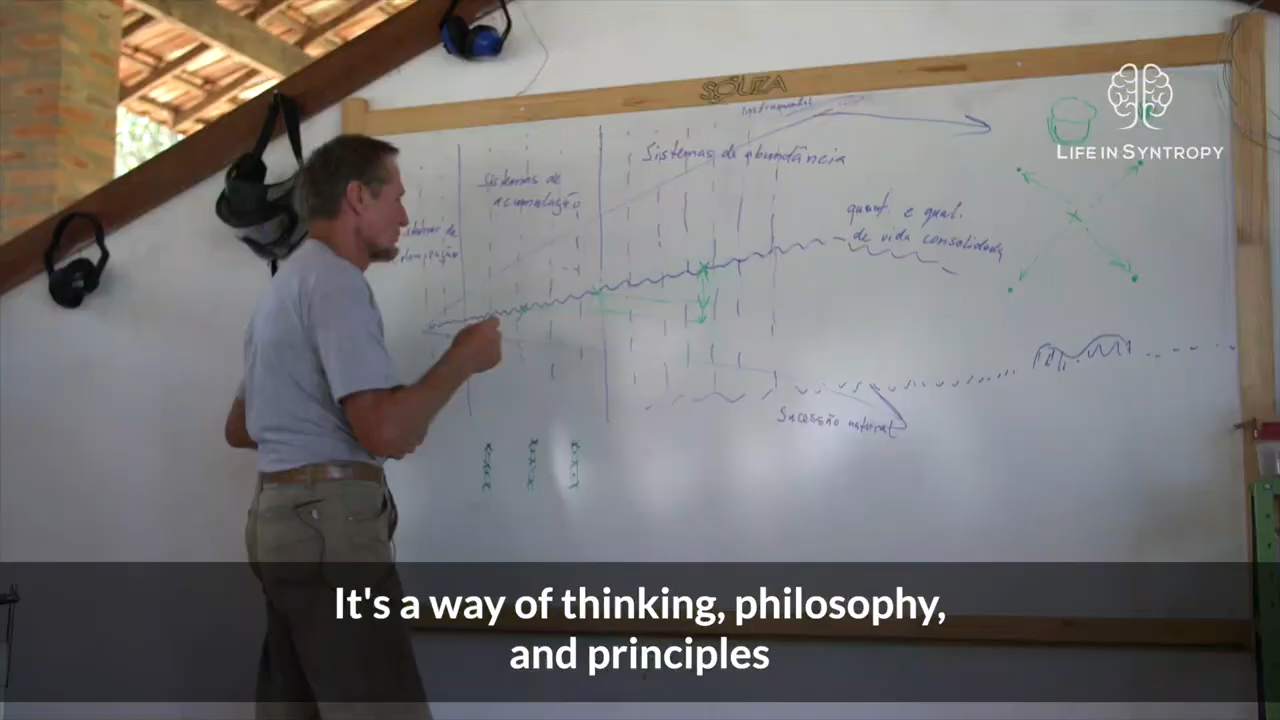 SOUZA
LIFE IN SYNTROPY
Sistemas de abundância
Sistemas de
acumulação
quant. e qual.
de vida consolidada
Sucessão natural
It's a way of thinking, philosophy,
and principles